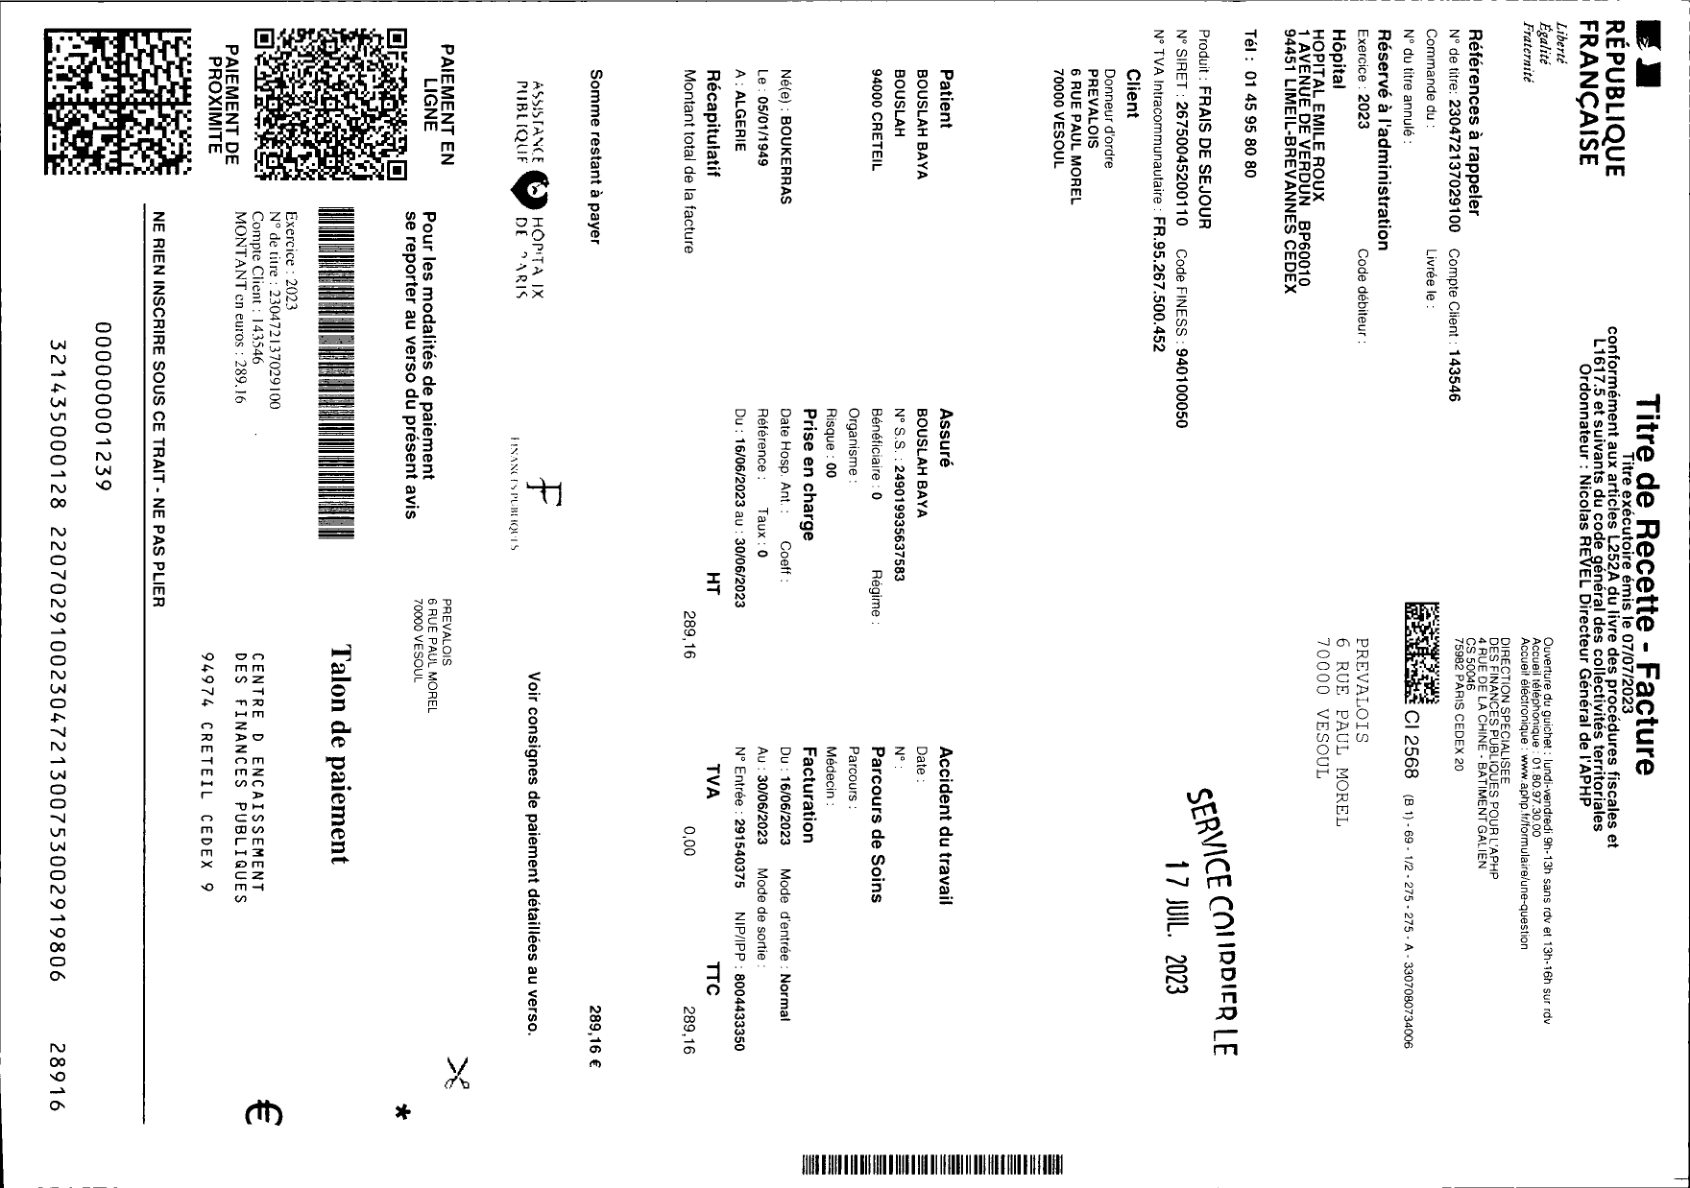 RÉPUBLIQUE
FRANÇAISE
Liberté
Égalité
Fraternité
Titre de Recette - Facture
Titre exécutoire émis le 07/07/2023
conformément aux articles L252A du livre des procédures fiscales et
L1617.5 et suivants du code général des collectivités territoriales
Ordonnateur : Nicolas REVEL Directeur Général de l'APHP
Références à rappeler
N° de titre: 230472137029100 Compte Client : 143546
Commande du : Livrée le :
N° du titre annulé :
Réservé à l'administration
Exercice : 2023 Code débiteur :
Hôpital
HOPITAL EMILE ROUX
1 AVENUE DE VERDUN BP60010
94451 LIMEIL-BREVANNES CEDEX
Tél : 01 45 95 80 80
Ouverture du guichet : lundi-vendredi 9h-13h sans rdv et 13h-16h sur rdv
Accueil téléphonique : 01.80.97.30.00
Accueil électronique : www.aphp.fr/formulaire/une-question
DIRECTION SPECIALISEE
DES FINANCES PUBLIQUES POUR L'APHP
4 RUE DE LA CHINE - BATIMENT GALIEN
CS 50046
75982 PARIS CEDEX 20
CI 2568 (B 1) - 69 - 1/2 - 275 - 275 - A - 3307080734006
PREVALOIS
6 RUE PAUL MOREL
70000 VESOUL
SERVICE COURRIER LE
17 JUIL. 2023
Produit : FRAIS DE SEJOUR
N° SIRET : 26750045200110 Code FINESS : 940100050
N° TVA Intracommunautaire : FR.95.267.500.452
Client
Donneur d'ordre
PREVALOIS
6 RUE PAUL MOREL
70000 VESOUL
Patient
BOUSLAH BAYA
BOUSLAH
94000 CRETEIL
Né(e) : BOUKERRAS
Le : 05/01/1949
A : ALGERIE
Assuré
BOUSLAH BAYA
N° S.S. : 249019935637583
Bénéficiaire : 0 Régime :
Organisme :
Risque : 00
Prise en charge
Date Hosp. Ant. : Coeff :
Référence : Taux : 0
Du : 16/06/2023 au : 30/06/2023
Accident du travail
Date :
N° :
Parcours de Soins
Parcours :
Médecin :
Facturation
Du : 16/06/2023 Mode d'entrée : Normal
Au : 30/06/2023 Mode de sortie :
N° Entrée : 291540375 NIP/IPP : 8004433350
Récapitulatif HT TVA TTC
Montant total de la facture 289,16 0,00 289,16
Somme restant à payer 289,16 €
ASSISTANCE
PUBLIQUE
HÔPITAUX
DE PARIS
FINANCES PUBLIQUES
Voir consignes de paiement détaillées au verso.
PAIEMENT EN
LIGNE
Pour les modalités de paiement
se reporter au verso du présent avis
PREVALOIS
6 RUE PAUL MOREL
70000 VESOUL
*
Talon de paiement
Exercice : 2023
N° de titre : 230472137029100
Compte Client : 143546
MONTANT en euros : 289.16
CENTRE D ENCAISSEMENT
DES FINANCES PUBLIQUES
94974 CRETEIL CEDEX 9
€
PAIEMENT DE
PROXIMITE
NE RIEN INSCRIRE SOUS CE TRAIT - NE PAS PLIER
000000001239
321435000128 22070291002304721300753002919806 28916